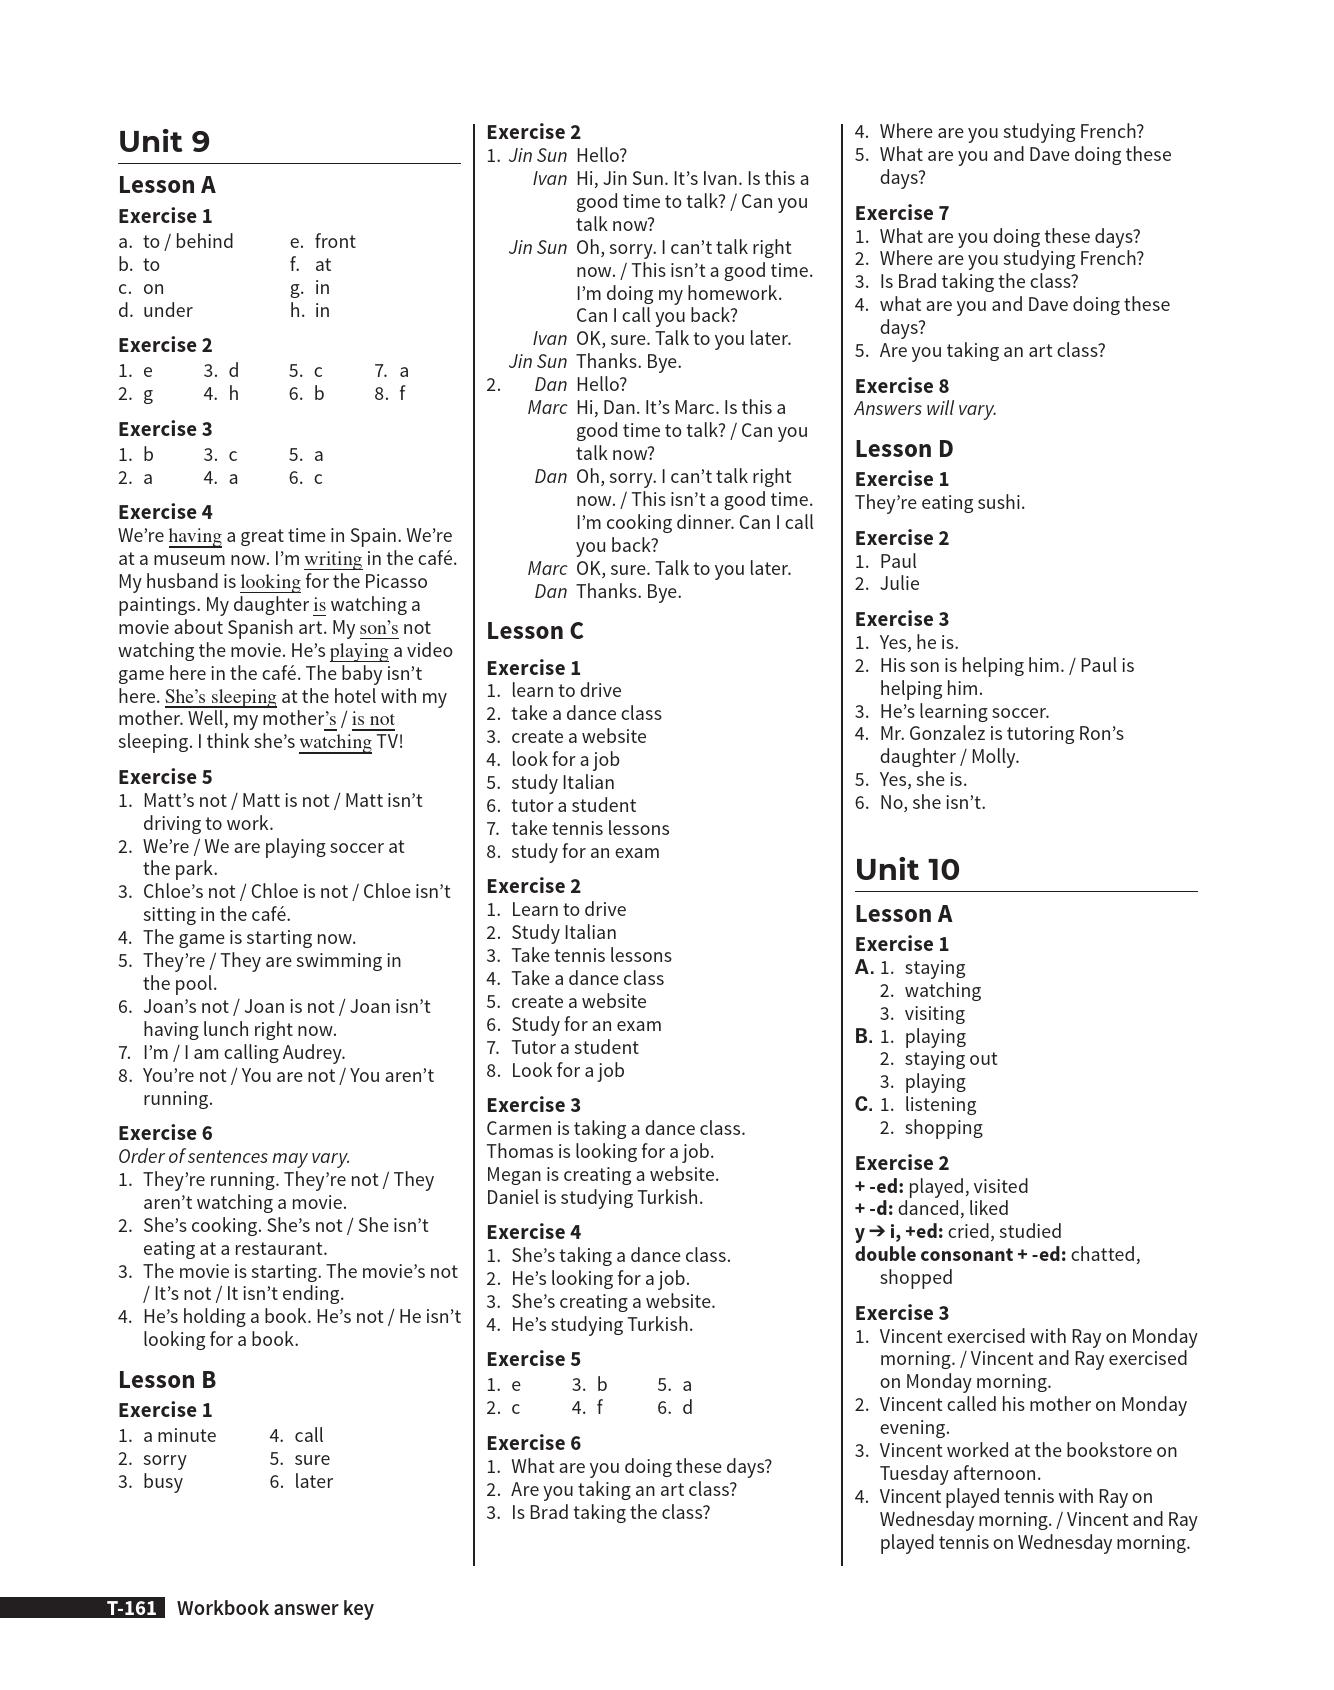 Unit 9
Lesson A
Exercise 1
a. to / behind e. front
b. to f. at
c. on g. in
d. under h. in
Exercise 2
1. e 3. d 5. c 7. a
2. g 4. h 6. b 8. f
Exercise 3
1. b 3. c 5. a
2. a 4. a 6. c
Exercise 4
We’re having a great time in Spain. We’re
at a museum now. I’m writing in the café.
My husband is looking for the Picasso
paintings. My daughter is watching a
movie about Spanish art. My son’s not
watching the movie. He’s playing a video
game here in the café. The baby isn’t
here. She’s sleeping at the hotel with my
mother. Well, my mother’s / is not
sleeping. I think she’s watching TV!
Exercise 5
1. Matt’s not / Matt is not / Matt isn’t
driving to work.
2. We’re / We are playing soccer at
the park.
3. Chloe’s not / Chloe is not / Chloe isn’t
sitting in the café.
4. The game is starting now.
5. They’re / They are swimming in
the pool.
6. Joan’s not / Joan is not / Joan isn’t
having lunch right now.
7. I’m / I am calling Audrey.
8. You’re not / You are not / You aren’t
running.
Exercise 6
Order of sentences may vary.
1. They’re running. They’re not / They
aren’t watching a movie.
2. She’s cooking. She’s not / She isn’t
eating at a restaurant.
3. The movie is starting. The movie’s not
/ It’s not / It isn’t ending.
4. He’s holding a book. He’s not / He isn’t
looking for a book.
Lesson B
Exercise 1
1. a minute 4. call
2. sorry 5. sure
3. busy 6. later
Exercise 2
1. Jin Sun Hello?
Ivan Hi, Jin Sun. It’s Ivan. Is this a
good time to talk? / Can you
talk now?
Jin Sun Oh, sorry. I can’t talk right
now. / This isn’t a good time.
I’m doing my homework.
Can I call you back?
Ivan OK, sure. Talk to you later.
Jin Sun Thanks. Bye.
2. Dan Hello?
Marc Hi, Dan. It’s Marc. Is this a
good time to talk? / Can you
talk now?
Dan Oh, sorry. I can’t talk right
now. / This isn’t a good time.
I’m cooking dinner. Can I call
you back?
Marc OK, sure. Talk to you later.
Dan Thanks. Bye.
Lesson C
Exercise 1
1. learn to drive
2. take a dance class
3. create a website
4. look for a job
5. study Italian
6. tutor a student
7. take tennis lessons
8. study for an exam
Exercise 2
1. Learn to drive
2. Study Italian
3. Take tennis lessons
4. Take a dance class
5. create a website
6. Study for an exam
7. Tutor a student
8. Look for a job
Exercise 3
Carmen is taking a dance class.
Thomas is looking for a job.
Megan is creating a website.
Daniel is studying Turkish.
Exercise 4
1. She’s taking a dance class.
2. He’s looking for a job.
3. She’s creating a website.
4. He’s studying Turkish.
Exercise 5
1. e 3. b 5. a
2. c 4. f 6. d
Exercise 6
1. What are you doing these days?
2. Are you taking an art class?
3. Is Brad taking the class?
4. Where are you studying French?
5. What are you and Dave doing these
days?
Exercise 7
1. What are you doing these days?
2. Where are you studying French?
3. Is Brad taking the class?
4. what are you and Dave doing these
days?
5. Are you taking an art class?
Exercise 8
Answers will vary.
Lesson D
Exercise 1
They’re eating sushi.
Exercise 2
1. Paul
2. Julie
Exercise 3
1. Yes, he is.
2. His son is helping him. / Paul is
helping him.
3. He’s learning soccer.
4. Mr. Gonzalez is tutoring Ron’s
daughter / Molly.
5. Yes, she is.
6. No, she isn’t.
Unit 10
Lesson A
Exercise 1
A. 1. staying
2. watching
3. visiting
B. 1. playing
2. staying out
3. playing
C. 1. listening
2. shopping
Exercise 2
+ -ed: played, visited
+ -d: danced, liked
y ➔ i, +ed: cried, studied
double consonant + -ed: chatted,
shopped
Exercise 3
1. Vincent exercised with Ray on Monday
morning. / Vincent and Ray exercised
on Monday morning.
2. Vincent called his mother on Monday
evening.
3. Vincent worked at the bookstore on
Tuesday afternoon.
4. Vincent played tennis with Ray on
Wednesday morning. / Vincent and Ray
played tennis on Wednesday morning.
T-161 Workbook answer key